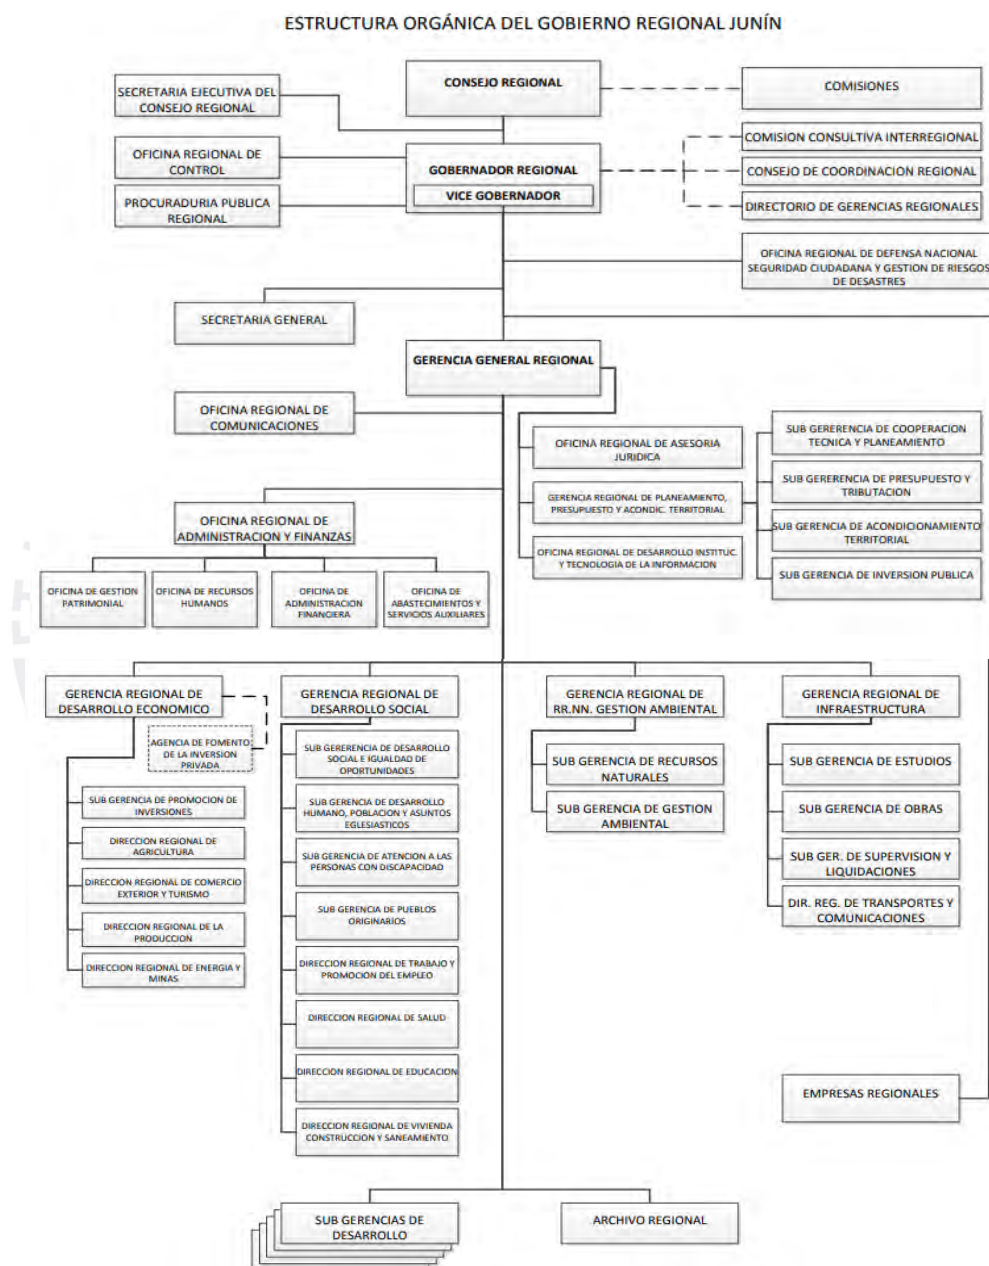 ESTRUCTURA ORGÁNICA DEL GOBIERNO REGIONAL JUNÍN
CONSEJO REGIONAL
SECRETARIA EJECUTIVA DEL
CONSEJO REGIONAL
COMISIONES
OFICINA REGIONAL DE
CONTROL
GOBERNADOR REGIONAL
VICE GOBERNADOR
COMISION CONSULTIVA INTERREGIONAL
CONSEJO DE COORDINACION REGIONAL
DIRECTORIO DE GERENCIAS REGIONALES
PROCURADURIA PUBLICA
REGIONAL
OFICINA REGIONAL DE DEFENSA NACIONAL
SEGURIDAD CIUDADANA Y GESTION DE RIESGOS
DE DESASTRES
SECRETARIA GENERAL
GERENCIA GENERAL REGIONAL
OFICINA REGIONAL DE
COMUNICACIONES
OFICINA REGIONAL DE ASESORIA
JURIDICA
GERENCIA REGIONAL DE PLANEAMIENTO,
PRESUPUESTO Y ACONDIC. TERRITORIAL
OFICINA REGIONAL DE DESARROLLO INSTITUC.
Y TECNOLOGIA DE LA INFORMACION
SUB GERERENCIA DE COOPERACION
TECNICA Y PLANEAMIENTO
SUB GERERENCIA DE PRESUPUESTO Y
TRIBUTACION
SUB GERENCIA DE ACONDICIONAMIENTO
TERRITORIAL
SUB GERENCIA DE INVERSION PUBLICA
OFICINA REGIONAL DE
ADMINISTRACION Y FINANZAS
OFICINA DE GESTION
PATRIMONIAL
OFICINA DE RECURSOS
HUMANOS
OFICINA DE
ADMINISTRACION
FINANCIERA
OFICINA DE
ABASTECIMIENTOS Y
SERVICIOS AUXILIARES
GERENCIA REGIONAL DE
DESARROLLO ECONOMICO
AGENCIA DE FOMENTO
DE LA INVERSION
PRIVADA
SUB GERENCIA DE PROMOCION DE
INVERSIONES
DIRECCION REGIONAL DE
AGRICULTURA
DIRECCION REGIONAL DE COMERCIO
EXTERIOR Y TURISMO
DIRECCION REGIONAL DE LA
PRODUCCION
DIRECCION REGIONAL DE ENERGIA Y
MINAS
GERENCIA REGIONAL DE
DESARROLLO SOCIAL
SUB GERERENCIA DE DESARROLLO
SOCIAL E IGUALDAD DE
OPORTUNIDADES
SUB GERENCIA DE DESARROLLO
HUMANO, POBLACION Y ASUNTOS
EGLESIASTICOS
SUB GERENCIA DE ATENCION A LAS
PERSONAS CON DISCAPACIDAD
SUB GERENCIA DE PUEBLOS
ORIGINARIOS
DIRECCION REGIONAL DE TRABAJO Y
PROMOCION DEL EMPLEO
DIRECCION REGIONAL DE SALUD
DIRECCION REGIONAL DE EDUCACION
DIRECCION REGIONAL DE VIVIENDA
CONSTRUCCION Y SANEAMIENTO
GERENCIA REGIONAL DE
RR.NN. GESTION AMBIENTAL
SUB GERENCIA DE RECURSOS
NATURALES
SUB GERENCIA DE GESTION
AMBIENTAL
GERENCIA REGIONAL DE
INFRAESTRUCTURA
SUB GERENCIA DE ESTUDIOS
SUB GERENCIA DE OBRAS
SUB GER. DE SUPERVISION Y
LIQUIDACIONES
DIR. REG. DE TRANSPORTES Y
COMUNICACIONES
EMPRESAS REGIONALES
SUB GERENCIAS DE
DESARROLLO
ARCHIVO REGIONAL